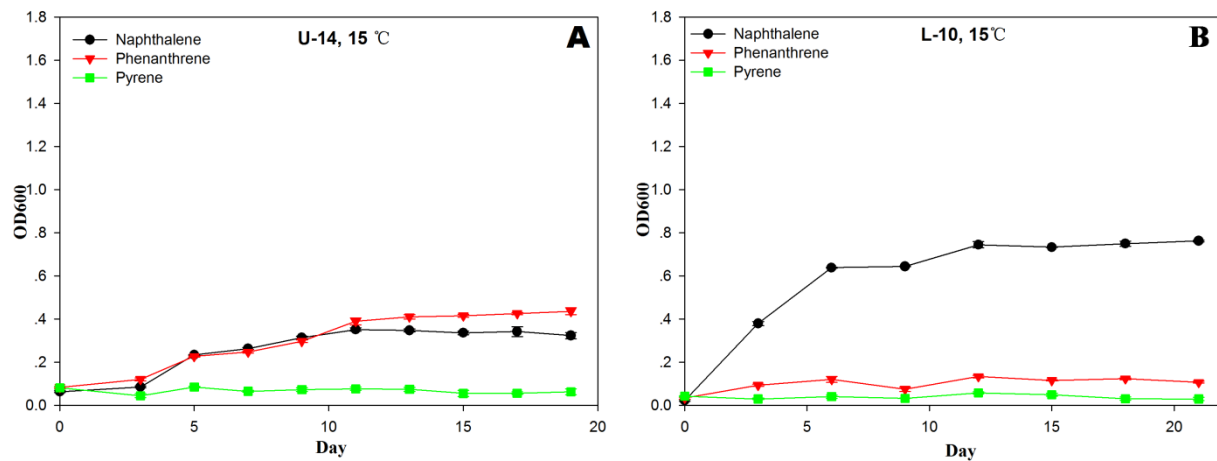 U-14, 15 ℃
A
Naphthalene
Phenanthrene
Pyrene
1.8
1.6
1.4
1.2
1.0
.8
.6
.4
.2
0.0
OD600
0
5
10
15
20
Day
L-10, 15℃
B
Naphthalene
Phenanthrene
Pyrene
1.8
1.6
1.4
1.2
1.0
.8
.6
.4
.2
0.0
OD600
0
5
10
15
20
Day